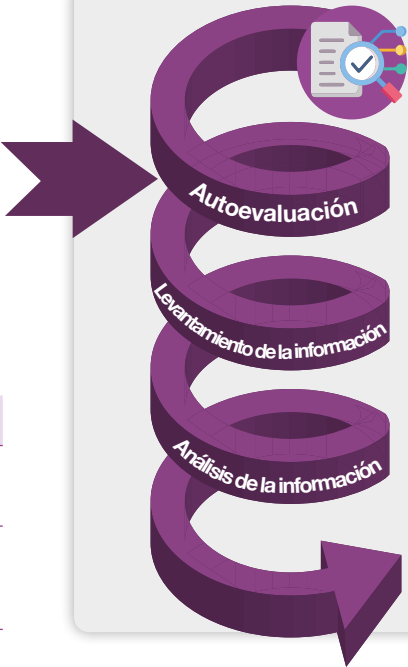 Autoevaluación
Levantamiento de la información
Análisis de la información